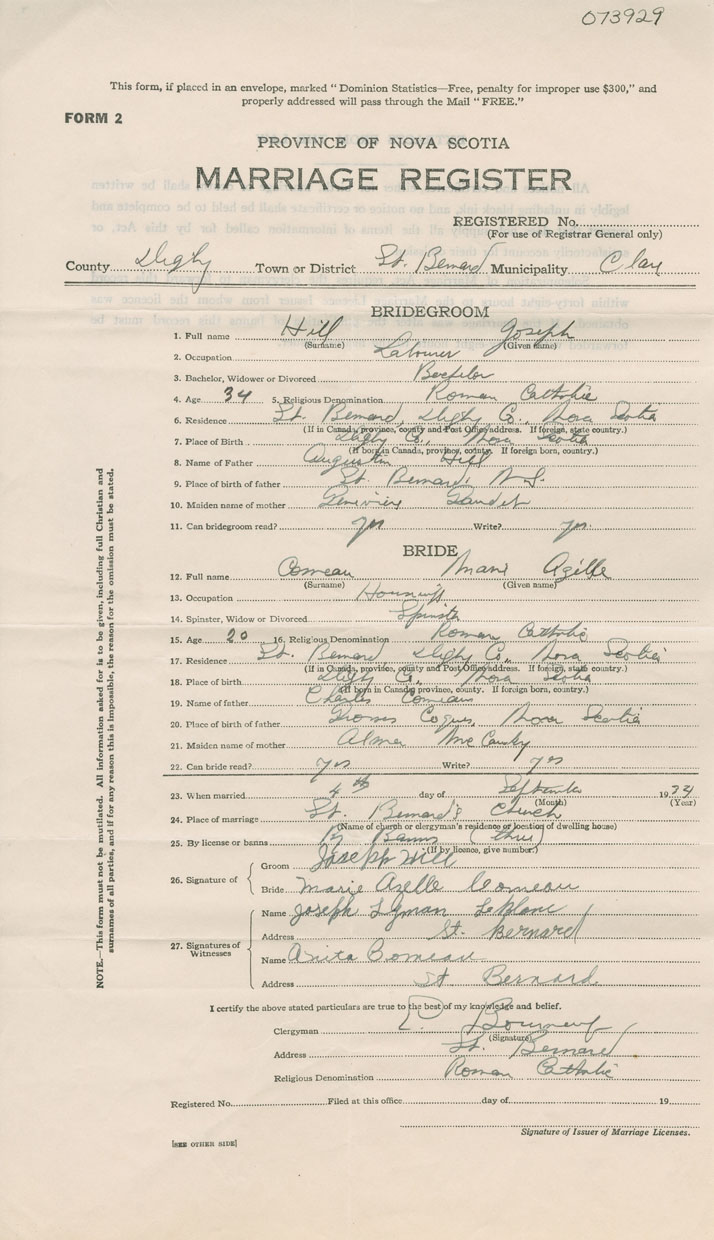 073929
This form, if placed in an envelope, marked "Dominion Statistics—Free, penalty for improper use $300," and
properly addressed will pass through the Mail "FREE."
FORM 2
PROVINCE OF NOVA SCOTIA
MARRIAGE REGISTER
REGISTERED No.
(For use of Registrar General only)
County Digby Town or District St. Bernard Municipality Clare
BRIDEGROOM
1. Full name Hill Joseph
(Surname) (Given name)
2. Occupation Labourer
3. Bachelor, Widower or Divorced Bachelor
4. Age 34 5. Religious Denomination Roman Catholic
6. Residence St. Bernard, Digby Co., Nova Scotia
(If in Canada, province, county and Post Office address. If foreign, state country.)
7. Place of Birth Digby Co., Nova Scotia
(If born in Canada, province, county. If foreign born, country.)
8. Name of Father Augustin Hill
9. Place of birth of father St. Bernard, N.S.
10. Maiden name of mother Gaudet
11. Can bridegroom read? yes Write? yes
BRIDE
12. Full name Comeau Marie Azélle
(Surname) (Given name)
13. Occupation
14. Spinster, Widow or Divorced Spinster
15. Age 20 16. Religious Denomination Roman Catholic
17. Residence St. Bernard Digby Co., Nova Scotia
(If in Canada, province, county and Post Office address. If foreign, state country.)
18. Place of birth Digby Co., Nova Scotia
(If born in Canada, province, county. If foreign born, country.)
19. Name of father Charles Comeau
20. Place of birth of father Grosses Coques, Nova Scotia
21. Maiden name of mother Alma
22. Can bride read? yes Write? yes
23. When married 4th day of September 19
(Month) (Year)
24. Place of marriage St. Bernard's Church
(Name of church or clergyman's residence or location of dwelling house)
25. By license or banns By Banns (three)
(If by licence, give number.)
26. Signature of
Groom Joseph Hill
Bride Marie Azelle Comeau
27. Signatures of Witnesses
Name Joseph Lyman Leblanc
Address St. Bernard
Name Anita Comeau
Address St Bernard
I certify the above stated particulars are true to the best of my knowledge and belief.
Clergyman
(Signature)
Address St. Bernard
Religious Denomination Roman Catholic
Registered No. Filed at this office day of 19
Signature of Issuer of Marriage Licenses.
[SEE OTHER SIDE]
NOTE.—This form must not be mutilated. All information asked for is to be given, including full Christian and
surnames of all parties, and if for any reason this is impossible, the reason for the omission must be stated.